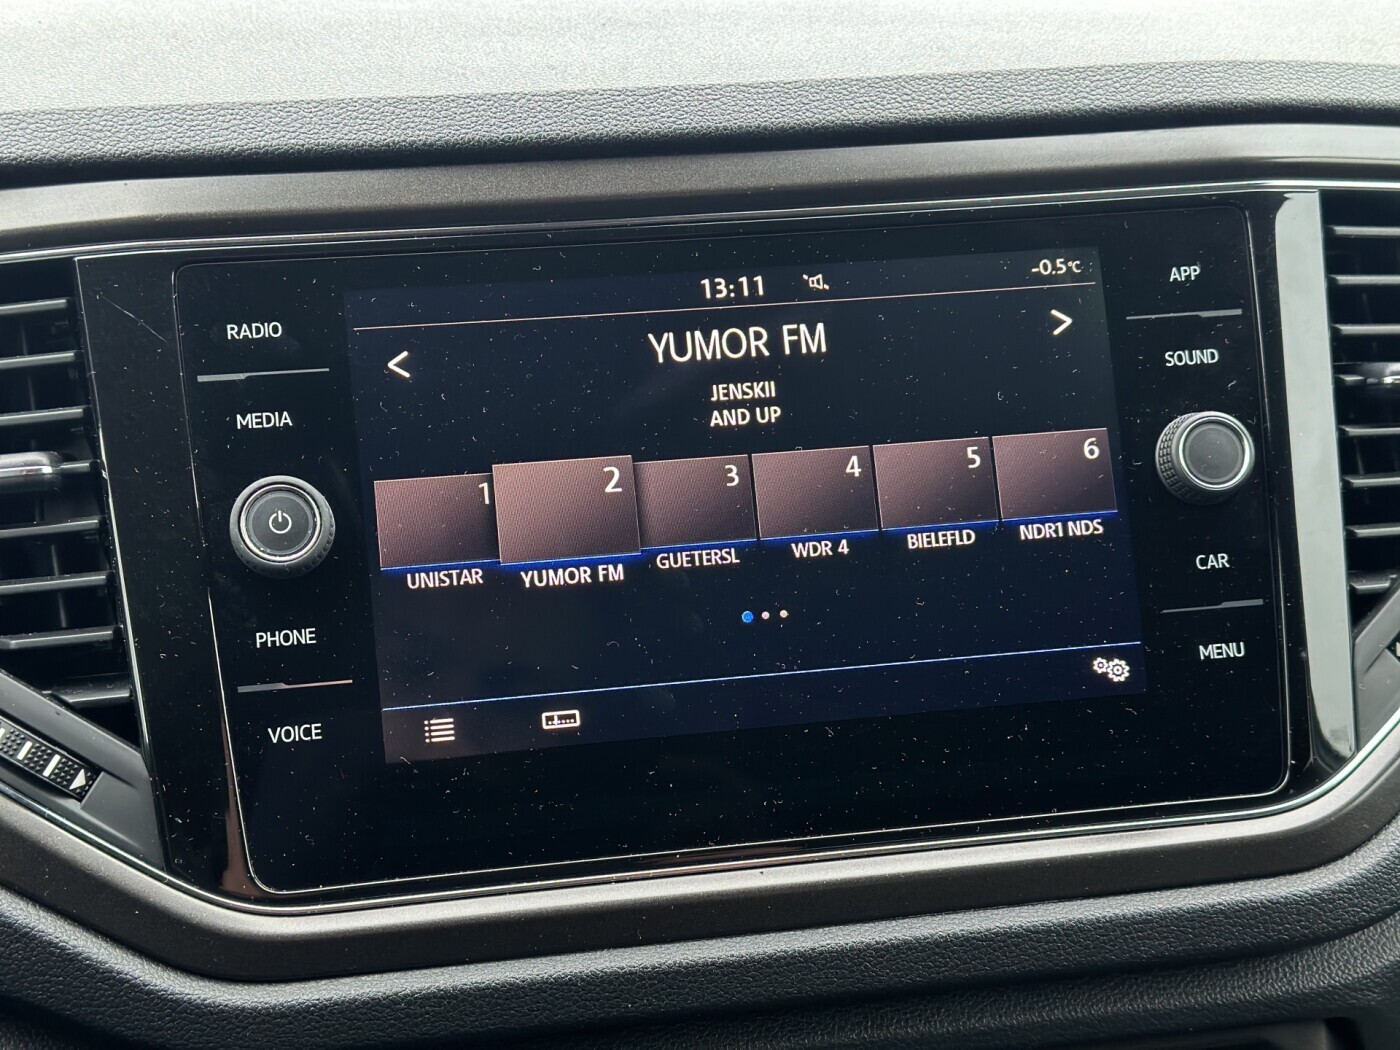 13:11
-0.5°C
YUMOR FM
JENSKII
AND UP
1
2
3
4
5
6
UNISTAR
YUMOR FM
GUETERSL
WDR 4
BIELEFLD
NDR1 NDS
RADIO
MEDIA
PHONE
VOICE
APP
SOUND
CAR
MENU